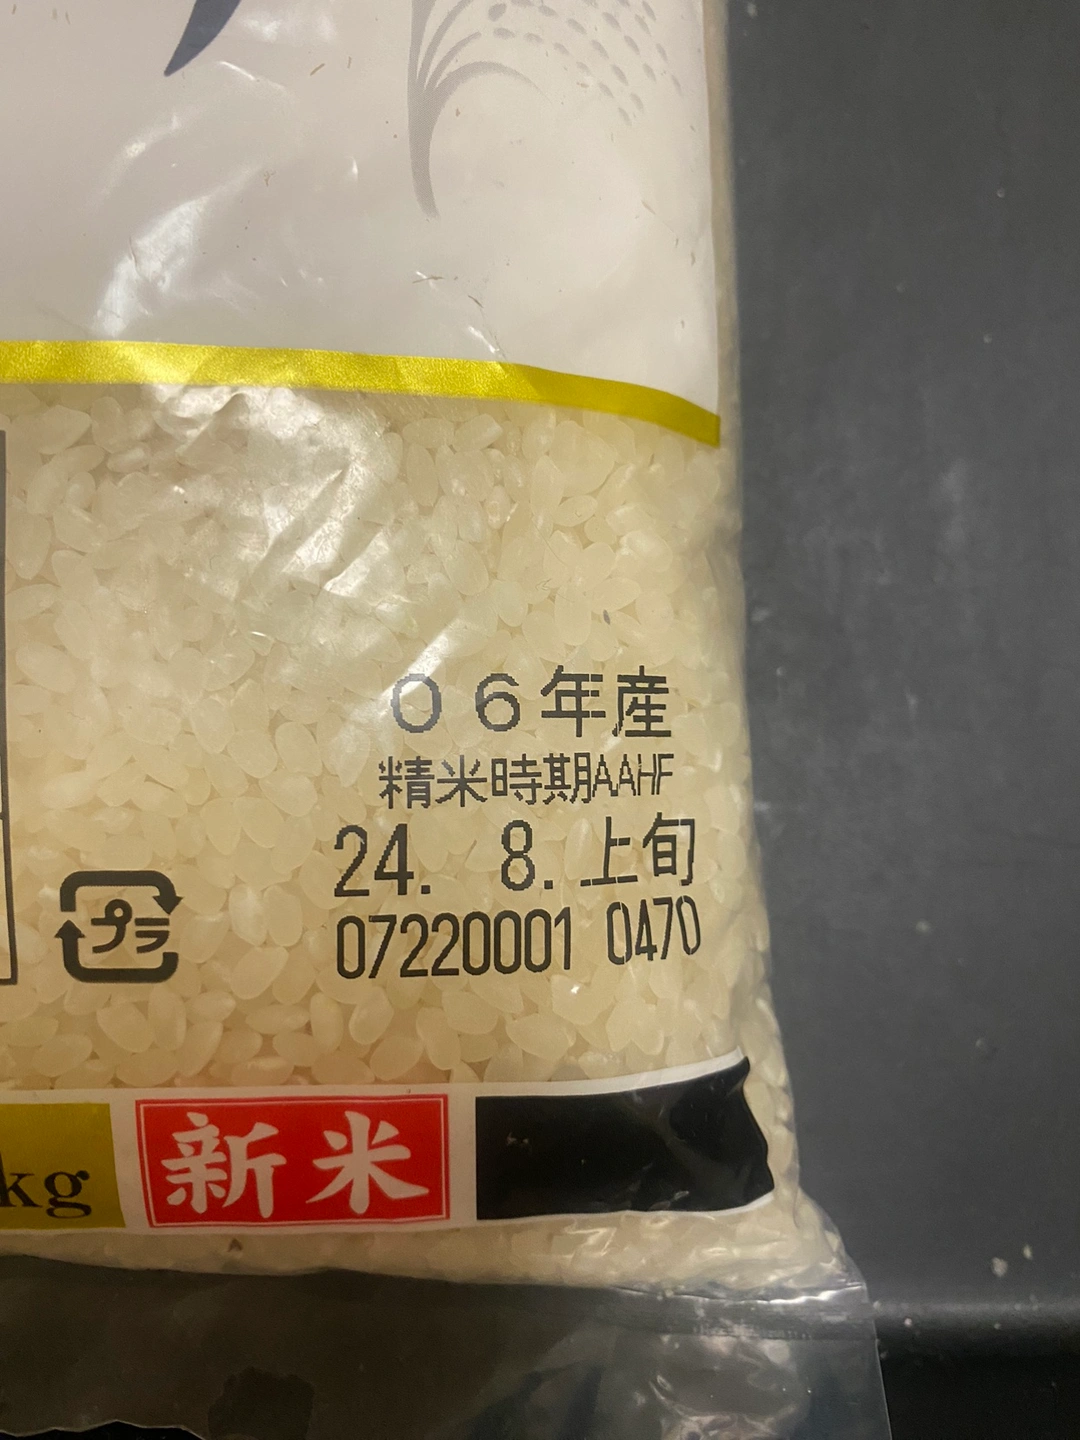 ０６年産
精米時期AAHF
24. 8.上旬
07220001 0470
プラ
kg
新米